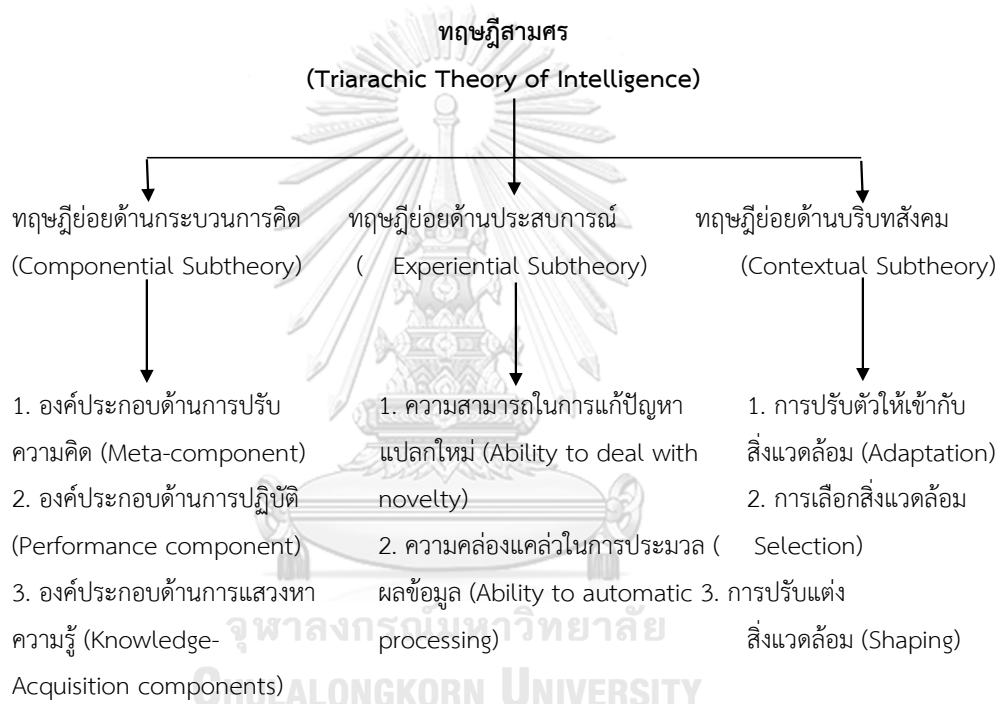 ทฤษฎีสามศร
(Triarachic Theory of Intelligence)
ทฤษฎีย่อยด้านกระบวนการคิด
(Componential Subtheory)
ทฤษฎีย่อยด้านประสบการณ์
( Experiential Subtheory)
ทฤษฎีย่อยด้านบริบทสังคม
(Contextual Subtheory)
1. องค์ประกอบด้านการปรับ
ความคิด (Meta-component)
2. องค์ประกอบด้านการปฏิบัติ
(Performance component)
3. องค์ประกอบด้านการแสวงหา
ความรู้ (Knowledge-
Acquisition components)
1. ความสามารถในการแก้ปัญหา
แปลกใหม่ (Ability to deal with
novelty)
2. ความคล่องแคล่วในการประมวล
ผลข้อมูล (Ability to automatic
processing)
1. การปรับตัวให้เข้ากับ
สิ่งแวดล้อม (Adaptation)
2. การเลือกสิ่งแวดล้อม
( Selection)
3. การปรับแต่ง
สิ่งแวดล้อม (Shaping)
จุฬาลงกรณ์มหาวิทยาลัย
CHULALONGKORN UNIVERSITY